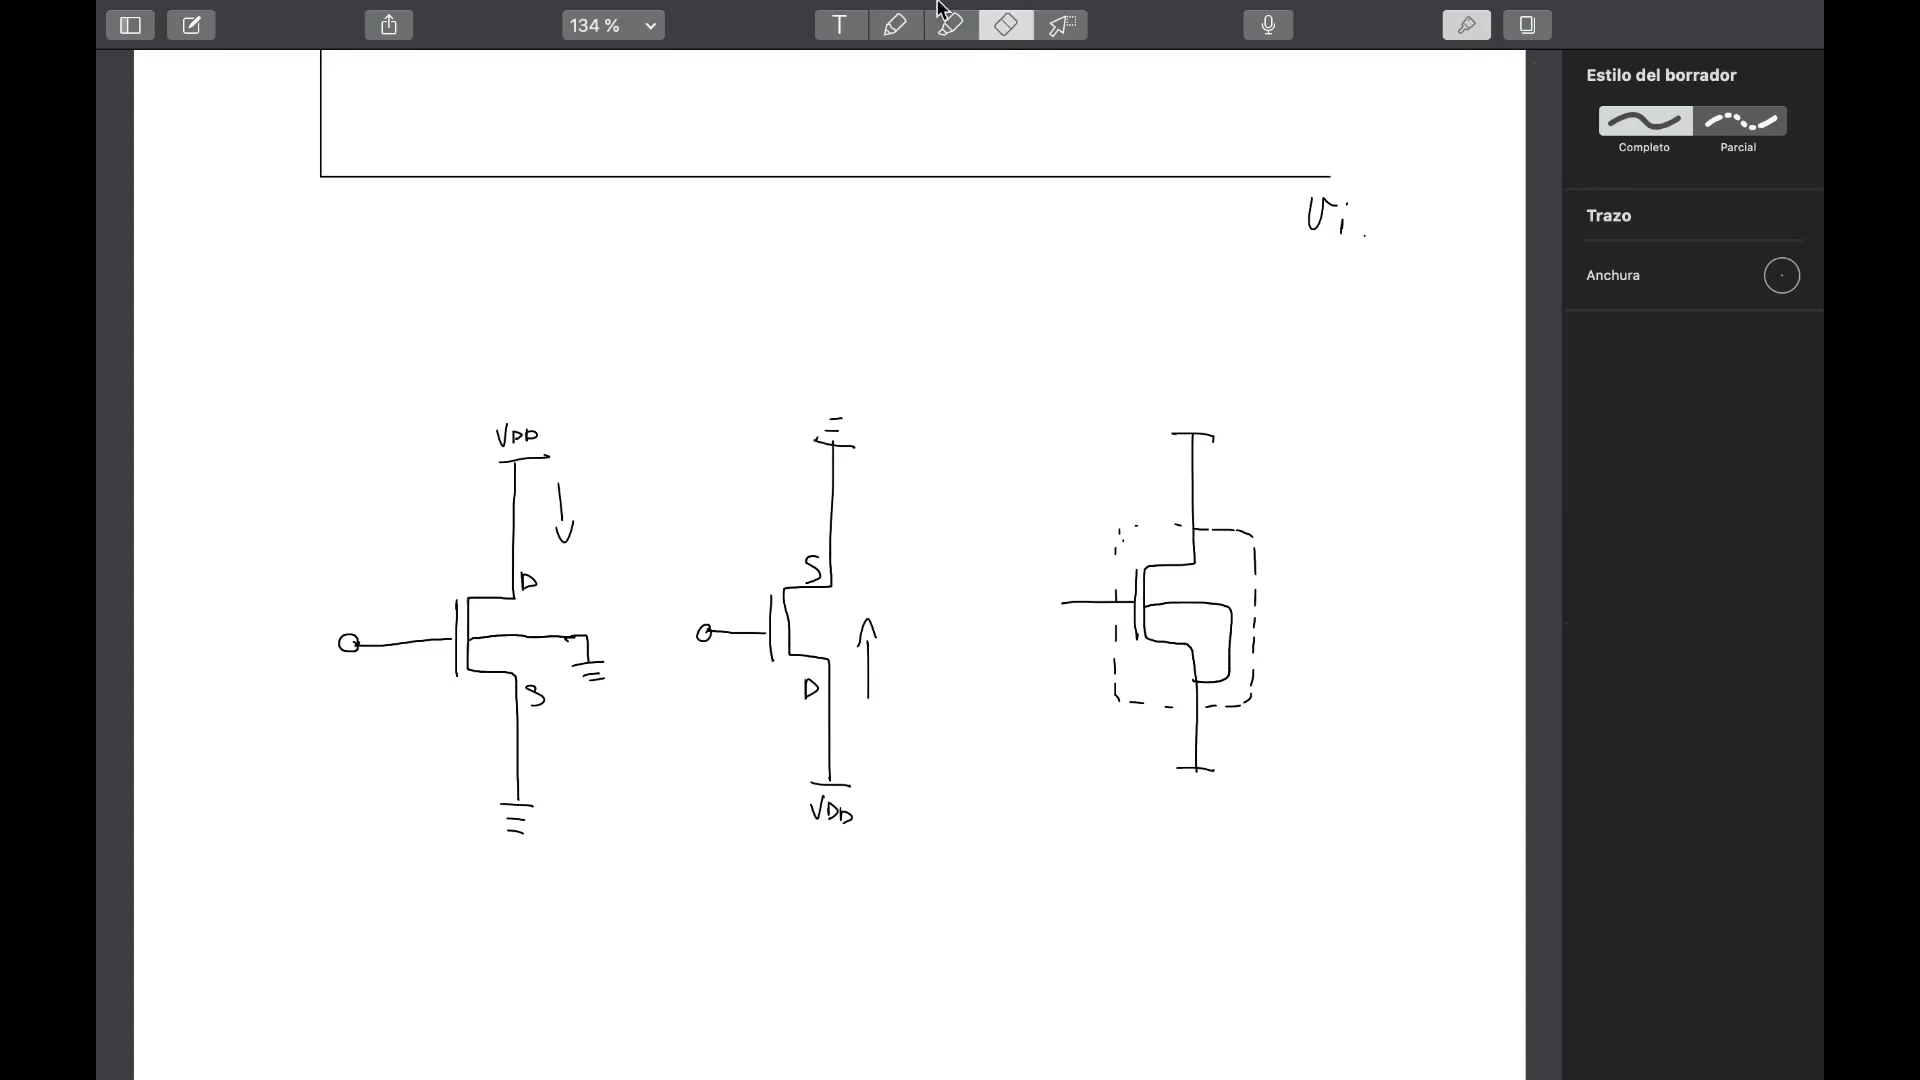 134 %
T
Estilo del borrador
Completo
Parcial
Trazo
Anchura
Vi.
VDD
D
S
S
D
VDD